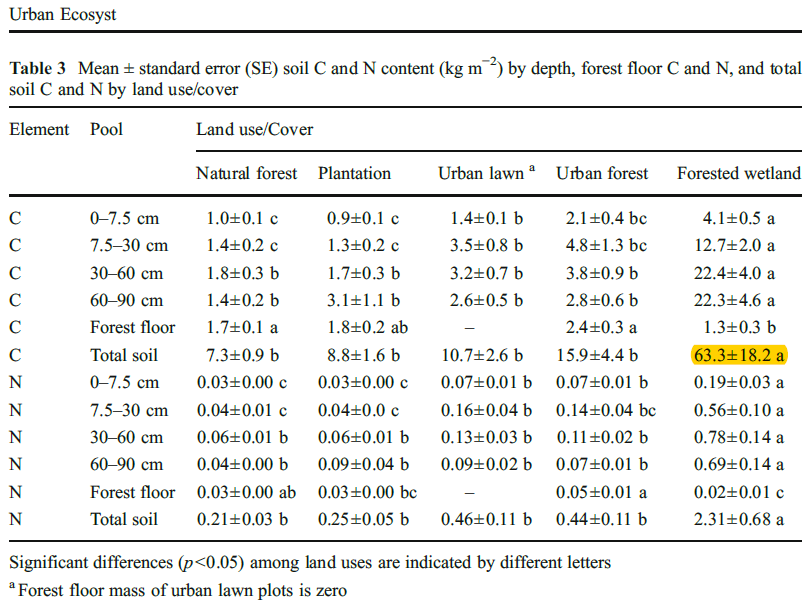 Urban Ecosyst
Table 3 Mean ± standard error (SE) soil C and N content (kg m−2) by depth, forest floor C and N, and total
soil C and N by land use/cover
Element Pool Land use/Cover
Natural forest Plantation Urban lawn a Urban forest Forested wetland
C 0–7.5 cm 1.0±0.1 c 0.9±0.1 c 1.4±0.1 b 2.1±0.4 bc 4.1±0.5 a
C 7.5–30 cm 1.4±0.2 c 1.3±0.2 c 3.5±0.8 b 4.8±1.3 bc 12.7±2.0 a
C 30–60 cm 1.8±0.3 b 1.7±0.3 b 3.2±0.7 b 3.8±0.9 b 22.4±4.0 a
C 60–90 cm 1.4±0.2 b 3.1±1.1 b 2.6±0.5 b 2.8±0.6 b 22.3±4.6 a
C Forest floor 1.7±0.1 a 1.8±0.2 ab – 2.4±0.3 a 1.3±0.3 b
C Total soil 7.3±0.9 b 8.8±1.6 b 10.7±2.6 b 15.9±4.4 b 63.3±18.2 a
N 0–7.5 cm 0.03±0.00 c 0.03±0.00 c 0.07±0.01 b 0.07±0.01 b 0.19±0.03 a
N 7.5–30 cm 0.04±0.01 c 0.04±0.0 c 0.16±0.04 b 0.14±0.04 bc 0.56±0.10 a
N 30–60 cm 0.06±0.01 b 0.06±0.01 b 0.13±0.03 b 0.11±0.02 b 0.78±0.14 a
N 60–90 cm 0.04±0.00 b 0.09±0.04 b 0.09±0.02 b 0.07±0.01 b 0.69±0.14 a
N Forest floor 0.03±0.00 ab 0.03±0.00 bc – 0.05±0.01 a 0.02±0.01 c
N Total soil 0.21±0.03 b 0.25±0.05 b 0.46±0.11 b 0.44±0.11 b 2.31±0.68 a
Significant differences (p<0.05) among land uses are indicated by different letters
a Forest floor mass of urban lawn plots is zero